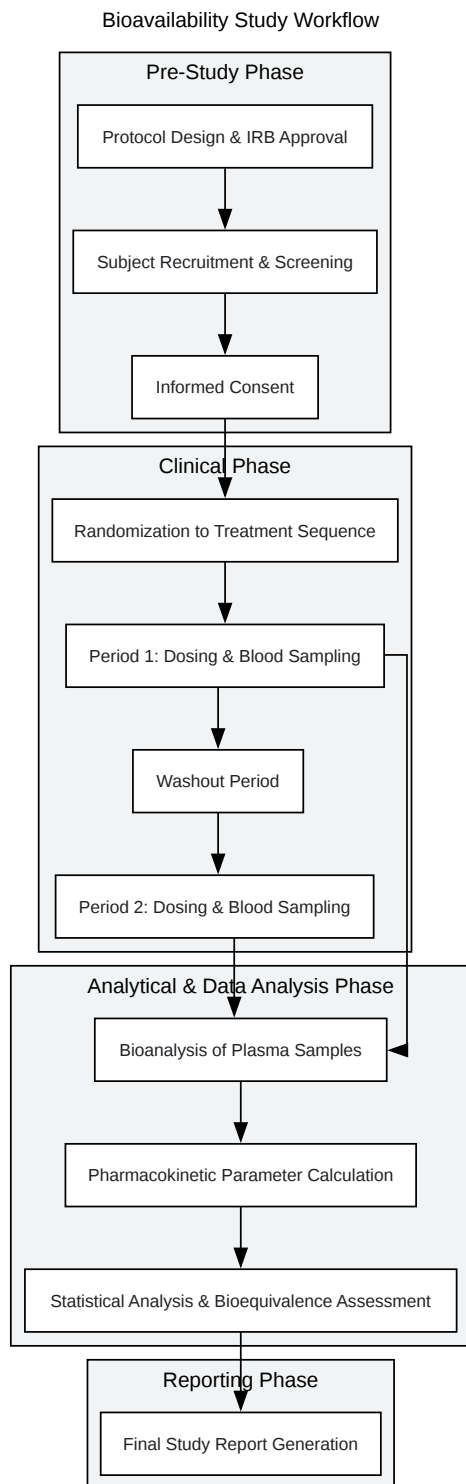 Bioavailability Study Workflow
Pre-Study Phase
Protocol Design & IRB Approval
Subject Recruitment & Screening
Informed Consent
Clinical Phase
Randomization to Treatment Sequence
Period 1: Dosing & Blood Sampling
Washout Period
Period 2: Dosing & Blood Sampling
Analytical & Data Analysis Phase
Bioanalysis of Plasma Samples
Pharmacokinetic Parameter Calculation
Statistical Analysis & Bioequivalence Assessment
Reporting Phase
Final Study Report Generation